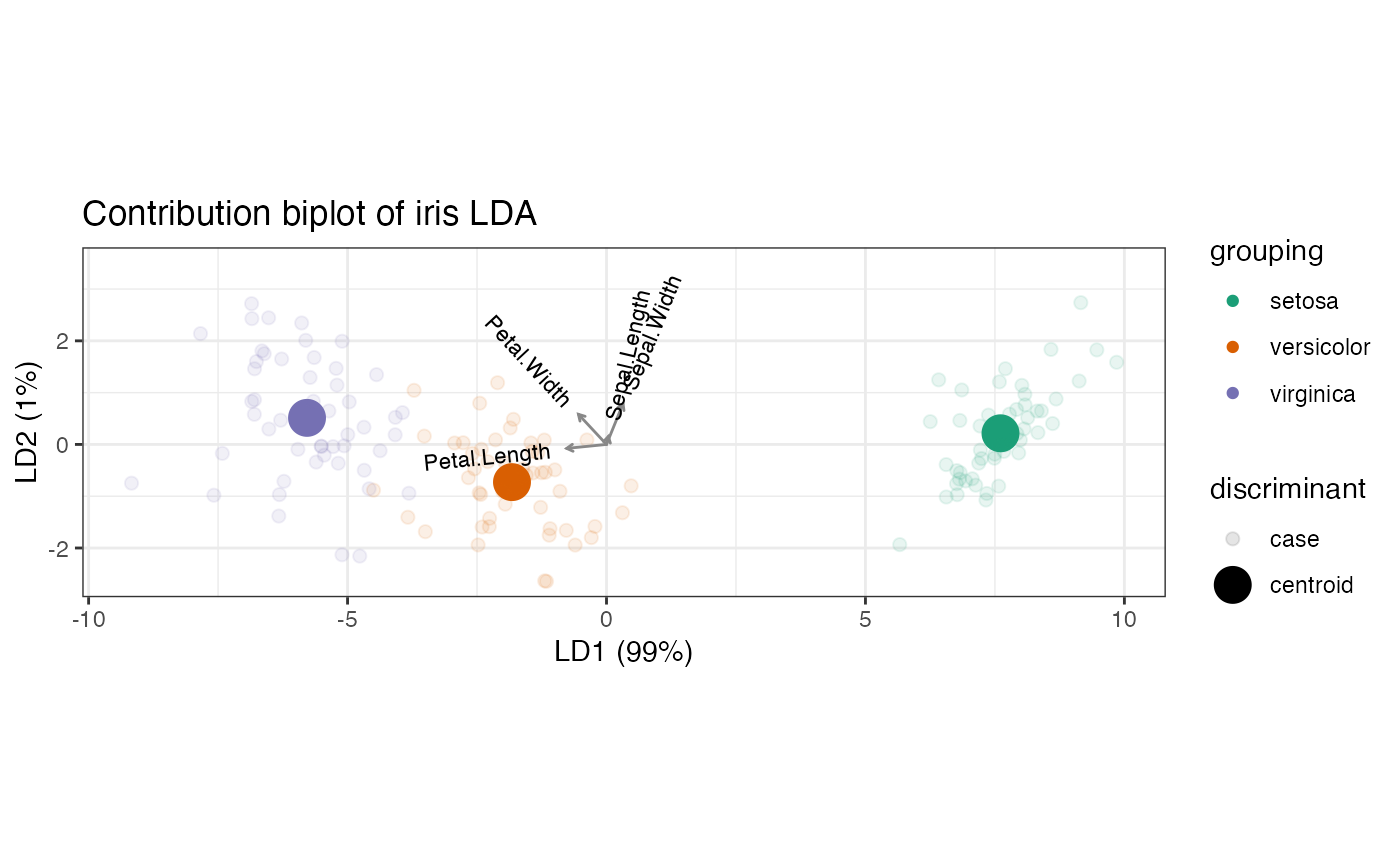 Contribution biplot of iris LDA
LD2 (1%)
2
0
-2
Petal.Width
Sepal.Length
Sepal.Width
Petal.Length
-10
-5
0
5
10
LD1 (99%)
grouping
setosa
versicolor
virginica
discriminant
case
centroid